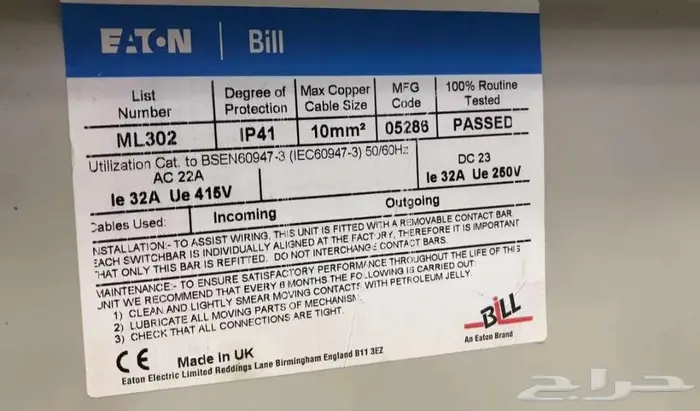 EATON | Bill
List Number
Degree of Protection
Max Copper Cable Size
MFG Code
100% Routine Tested
ML302
IP41
10mm²
05286
PASSED
Utilization Cat. to BSEN60947-3 (IEC60947-3) 50/60Hz
AC 22A
Ie 32A Ue 415V
DC 23
Ie 32A Ue 250V
Cables Used:
Incoming
Outgoing
INSTALLATION:- TO ASSIST WIRING, THIS UNIT IS FITTED WITH A REMOVABLE CONTACT BAR.
EACH SWITCHBAR IS INDIVIDUALLY ALIGNED AT THE FACTORY, THEREFORE IT IS IMPORTANT
THAT ONLY THIS BAR IS REFITTED. DO NOT INTERCHANGE CONTACT BARS.
MAINTENANCE:- TO ENSURE SATISFACTORY PERFORMANCE THROUGHOUT THE LIFE OF THIS
UNIT WE RECOMMEND THAT EVERY 6 MONTHS THE FOLLOWING IS CARRIED OUT:
1) CLEAN AND LIGHTLY SMEAR MOVING CONTACTS WITH PETROLEUM JELLY.
2) LUBRICATE ALL MOVING PARTS OF MECHANISM.
3) CHECK THAT ALL CONNECTIONS ARE TIGHT.
BILL
An Eaton Brand
CE
Made in UK
Eaton Electric Limited Reddings Lane Birmingham England B11 3EZ
حراج